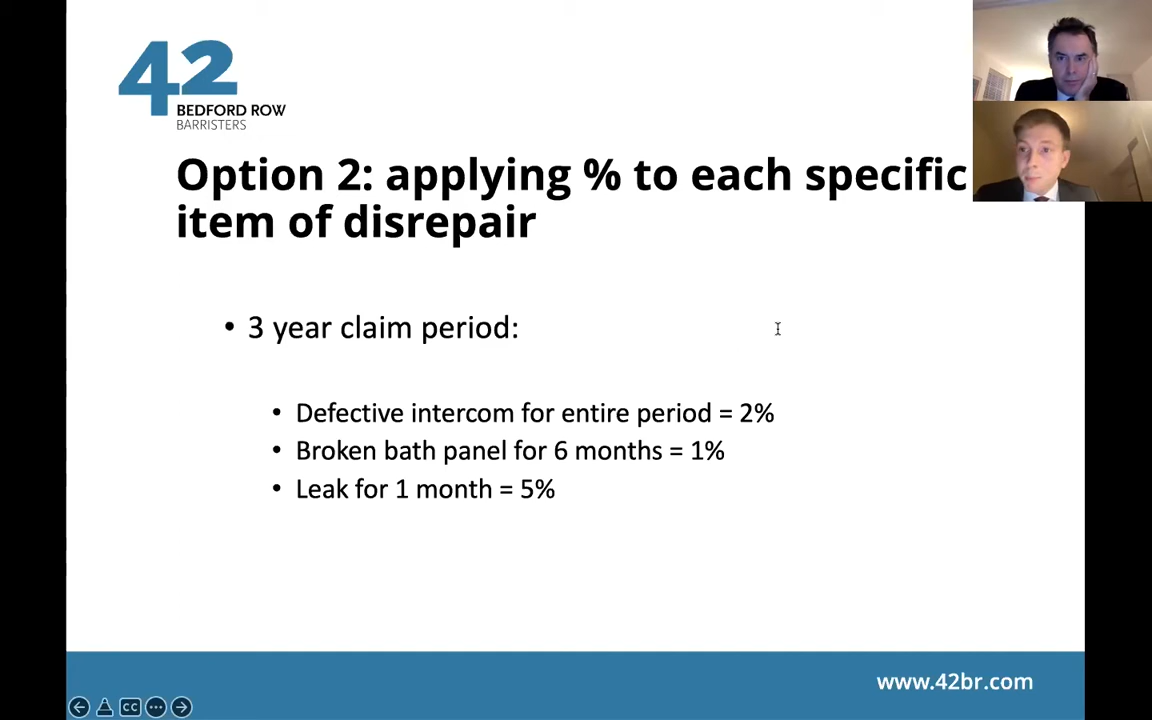 42
BEDFORD ROW
BARRISTERS
Option 2: applying % to each specific
item of disrepair
• 3 year claim period:
• Defective intercom for entire period = 2%
• Broken bath panel for 6 months = 1%
• Leak for 1 month = 5%
www.42br.com
CC